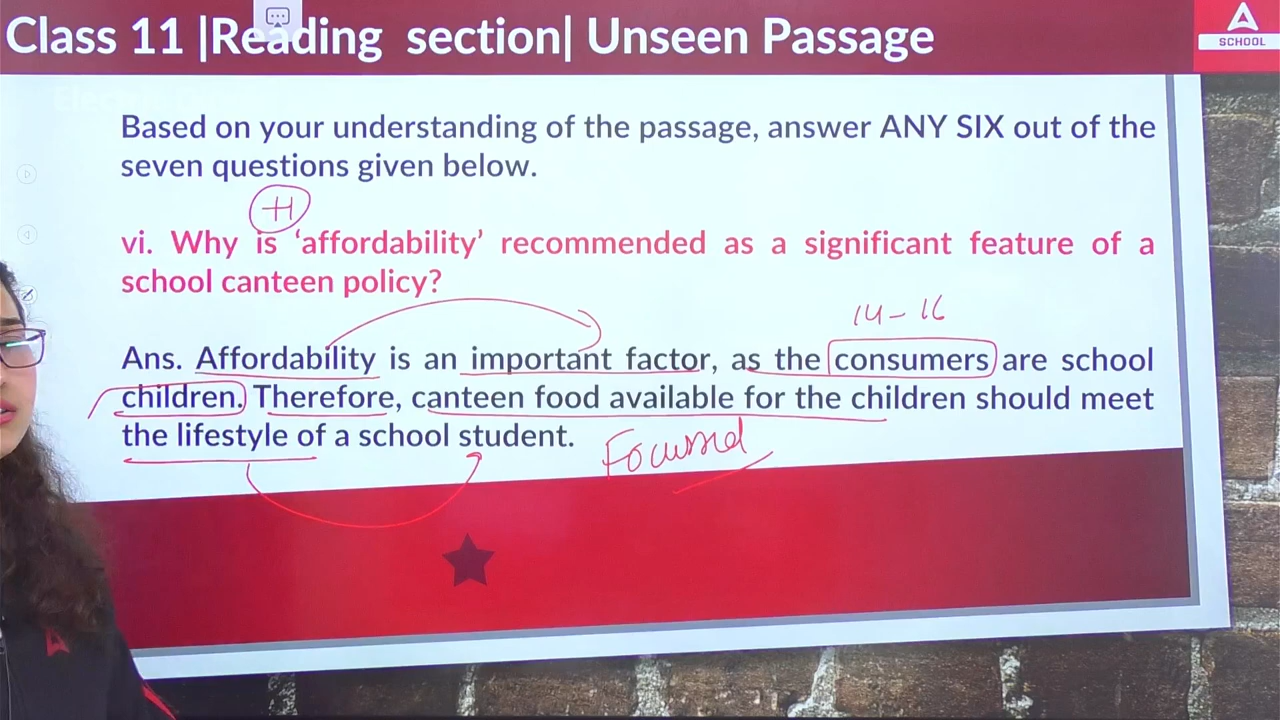 Class 11 |Reading section| Unseen Passage
A
SCHOOL
Based on your understanding of the passage, answer ANY SIX out of the
seven questions given below.
vi. Why is ‘affordability’ recommended as a significant feature of a
school canteen policy?
14-16
Ans. Affordability is an important factor, as the consumers are school
children. Therefore, canteen food available for the children should meet
the lifestyle of a school student.
Focussed